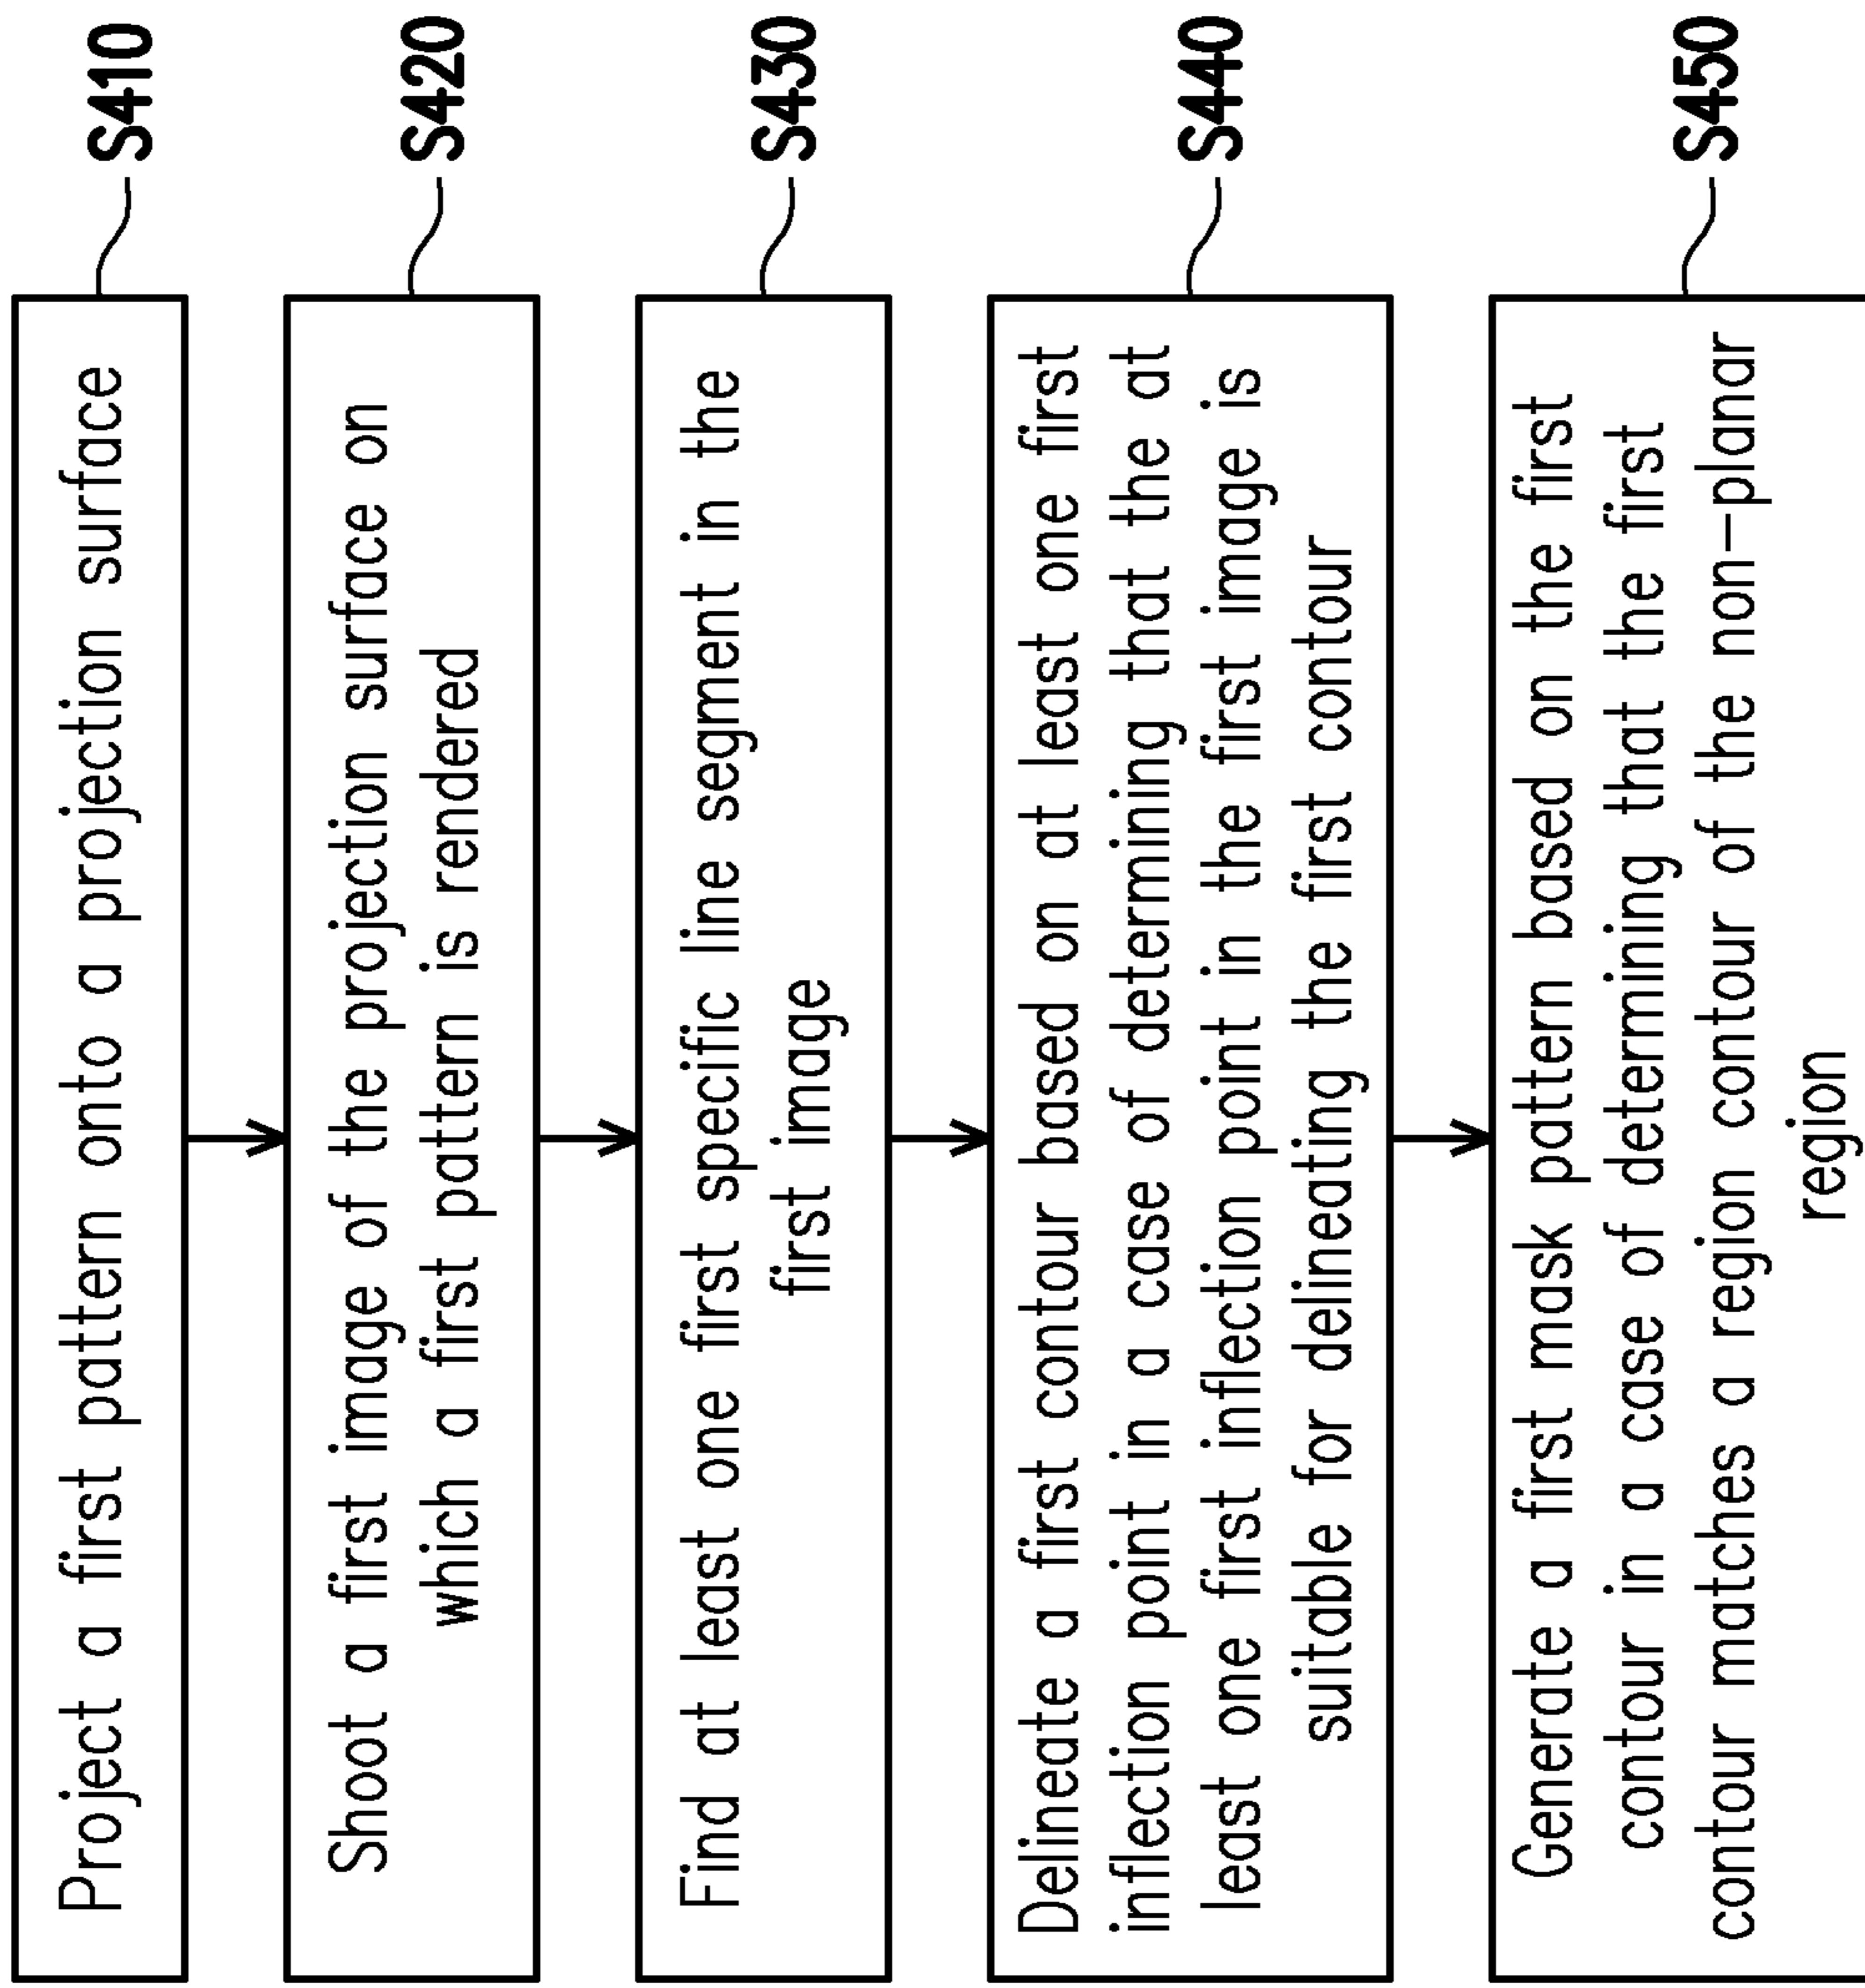 Project a first pattern onto a projection surface
S410
Shoot a first image of the projection surface on
which a first pattern is rendered
S420
Find at least one first specific line segment in the
first image
S430
Delineate a first contour based on at least one first
inflection point in a case of determining that the at
least one first inflection point in the first image is
suitable for delineating the first contour
S440
Generate a first mask pattern based on the first
contour in a case of determining that the first
contour matches a region contour of the non-planar
region
S450